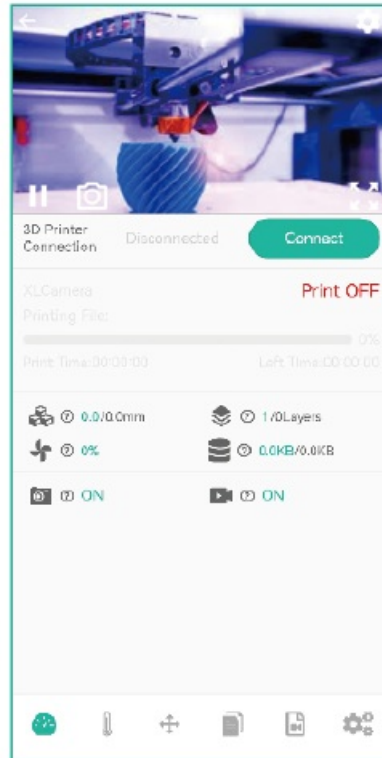 3D Printer
Connection
Disconnected
Connect
XLCamera
Print OFF
Printing File:
0%
Print Time:00:00:00
Left Time:00:00:00
0.0/0.0mm
1/0Layers
0%
0.0KB/0.0KB
ON
ON